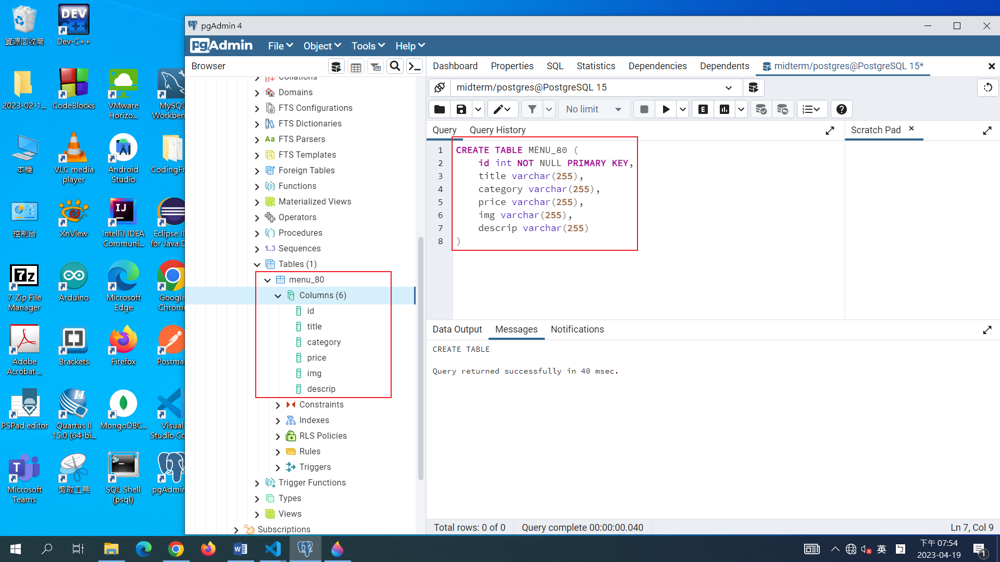 資源回收筒
Dev-C++
2023-02-1...
CodeBlocks
VMware
Horizo...
MySQL
Workben
本機
VLC media
player
Android
Studio
CodingFr
控制台
XnView
IntelliJ IDEA
Communi...
Eclipse ID
for Java D
7-Zip File
Manager
Arduino
Microsoft
Edge
Google
Chrome
Adobe
Acrobat ...
Brackets
Firefox
Postma
PSPad editor
Quartus II
15.0 (64-bi...
MongoDBC...
Visual
Studio Co
Microsoft
Teams
剪取工具
SQL Shell
(psql)
pgAdmin
pgAdmin 4
pgAdmin
File
Object
Tools
Help
Browser
Collations
Domains
FTS Configurations
FTS Dictionaries
FTS Parsers
FTS Templates
Foreign Tables
Functions
Materialized Views
Operators
Procedures
1..3 Sequences
Tables (1)
menu_80
Columns (6)
id
title
category
price
img
descrip
Constraints
Indexes
RLS Policies
Rules
Triggers
Trigger Functions
Types
Views
Subscriptions
Dashboard
Properties
SQL
Statistics
Dependencies
Dependents
midterm/postgres@PostgreSQL 15*
midterm/postgres@PostgreSQL 15
No limit
Query
Query History
Scratch Pad
1 CREATE TABLE MENU_80 (
2 id int NOT NULL PRIMARY KEY,
3 title varchar(255),
4 category varchar(255),
5 price varchar(255),
6 img varchar(255),
7 descrip varchar(255)
8 )
Data Output
Messages
Notifications
CREATE TABLE
Query returned successfully in 40 msec.
Total rows: 0 of 0
Query complete 00:00:00.040
Ln 7, Col 9
英
下午 07:54
2023-04-19
1